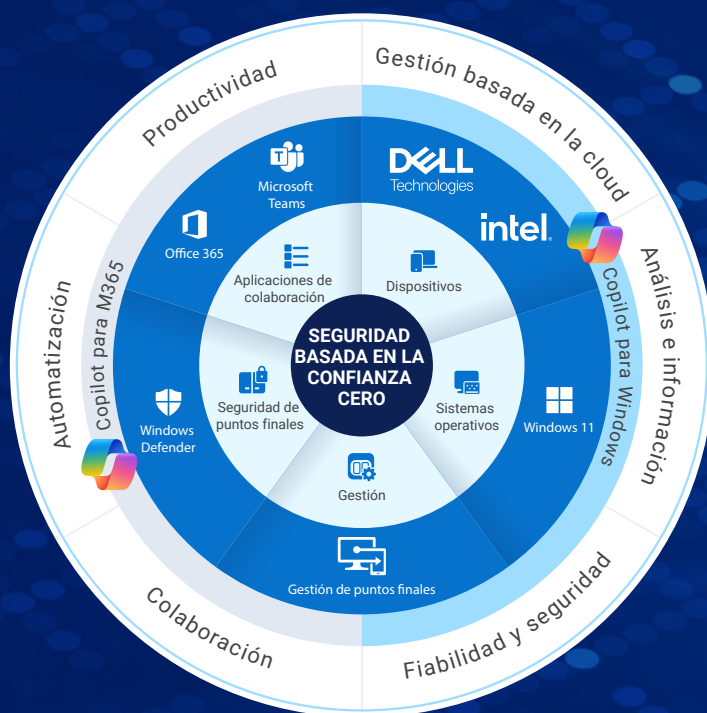 Productividad
Gestión basada en la cloud
Automatización
Análisis e información
Colaboración
Fiabilidad y seguridad
Copilot para M365
Copilot para Windows
Microsoft
Teams
DELL
Technologies
Office 365
intel.
Aplicaciones de
colaboración
Dispositivos
SEGURIDAD
BASADA EN LA
CONFIANZA
CERO
Windows
Defender
Seguridad de
puntos finales
Sistemas
operativos
Windows 11
Gestión
Gestión de puntos finales